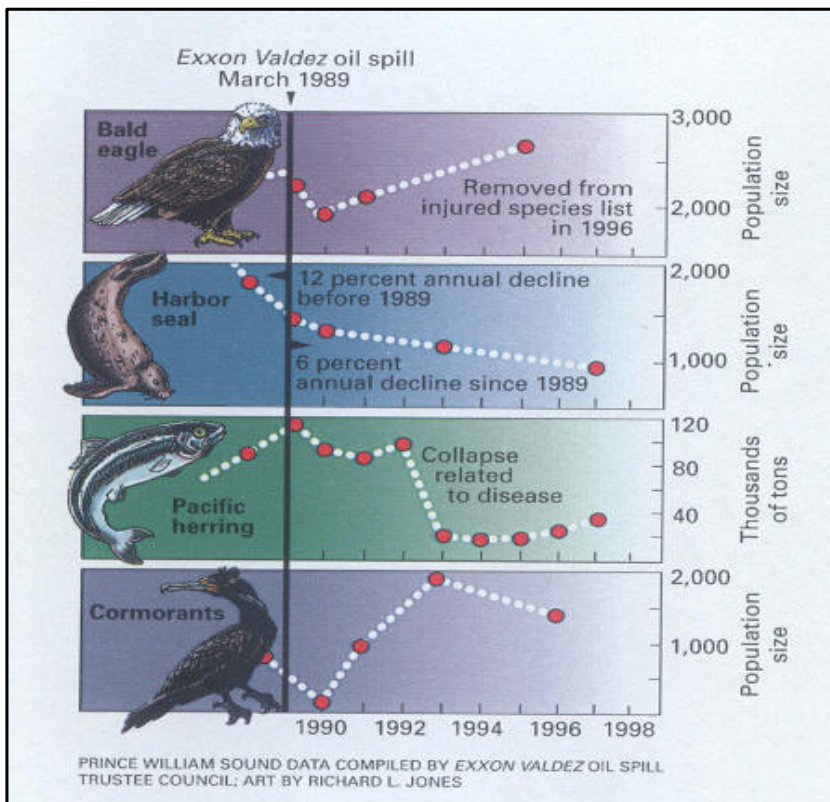 Exxon Valdez oil spill
March 1989
Bald
eagle
3,000
2,000
Population
size
Removed from
injured species list
in 1996
Harbor
seal
12 percent annual decline
before 1989
6 percent
annual decline since 1989
2,000
1,000
Population
size
Pacific
herring
Collapse
related
to disease
120
80
40
Thousands
of tons
Cormorants
2,000
1,000
Population
size
1990 1992 1994 1996 1998
PRINCE WILLIAM SOUND DATA COMPILED BY EXXON VALDEZ OIL SPILL
TRUSTEE COUNCIL; ART BY RICHARD L. JONES